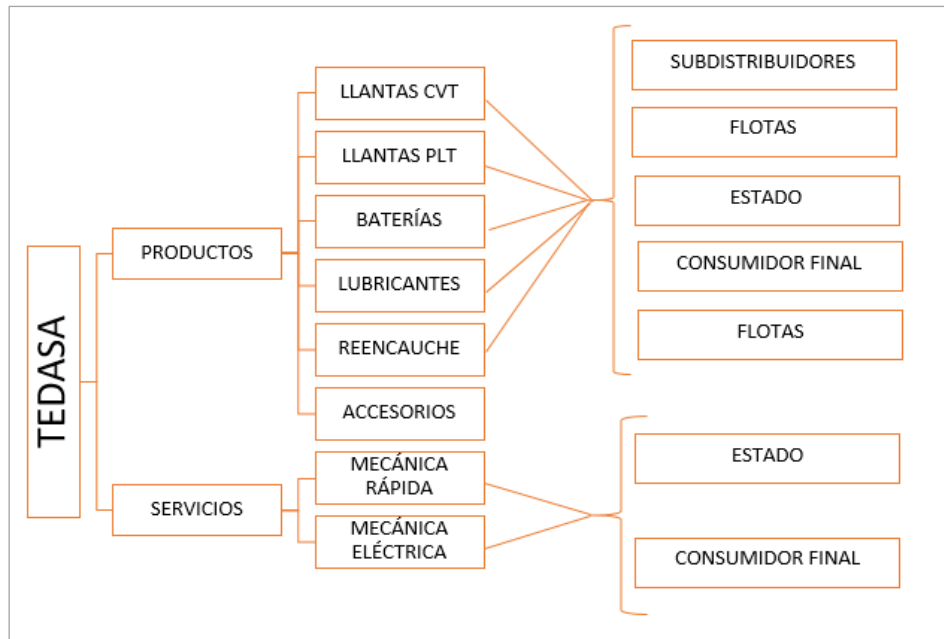 TEDASA
PRODUCTOS
SERVICIOS
LLANTAS CVT
LLANTAS PLT
BATERÍAS
LUBRICANTES
REENCAUCHE
ACCESORIOS
MECÁNICA
RÁPIDA
MECÁNICA
ELÉCTRICA
SUBDISTRIBUIDORES
FLOTAS
ESTADO
CONSUMIDOR FINAL
FLOTAS
ESTADO
CONSUMIDOR FINAL